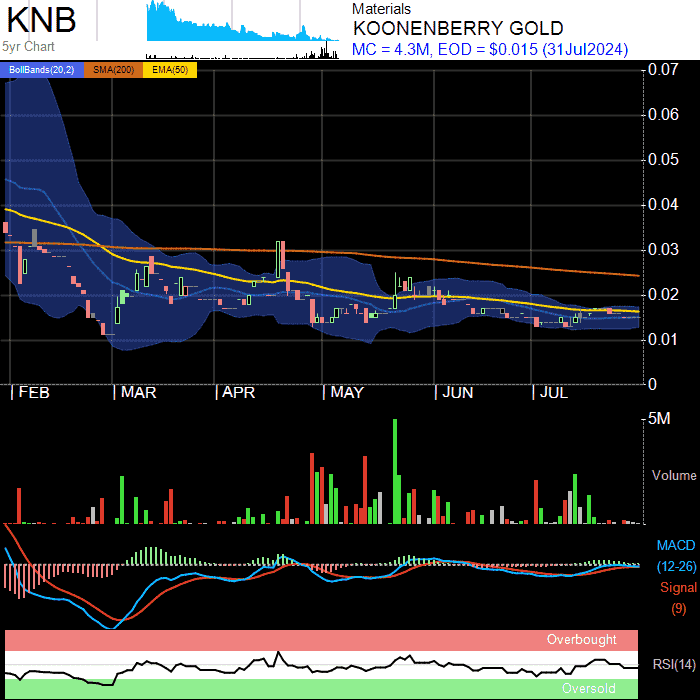 KNB
5yr Chart
Materials
KOONENBERRY GOLD
MC = 4.3M, EOD = $0.015 (31Jul2024)
BollBands(20,2) SMA(200) EMA(50)
0.07
0.06
0.05
0.04
0.03
0.02
0.01
0
FEB MAR APR MAY JUN JUL
5M
Volume
MACD
(12-26)
Signal
(9)
Overbought
RSI(14)
Oversold